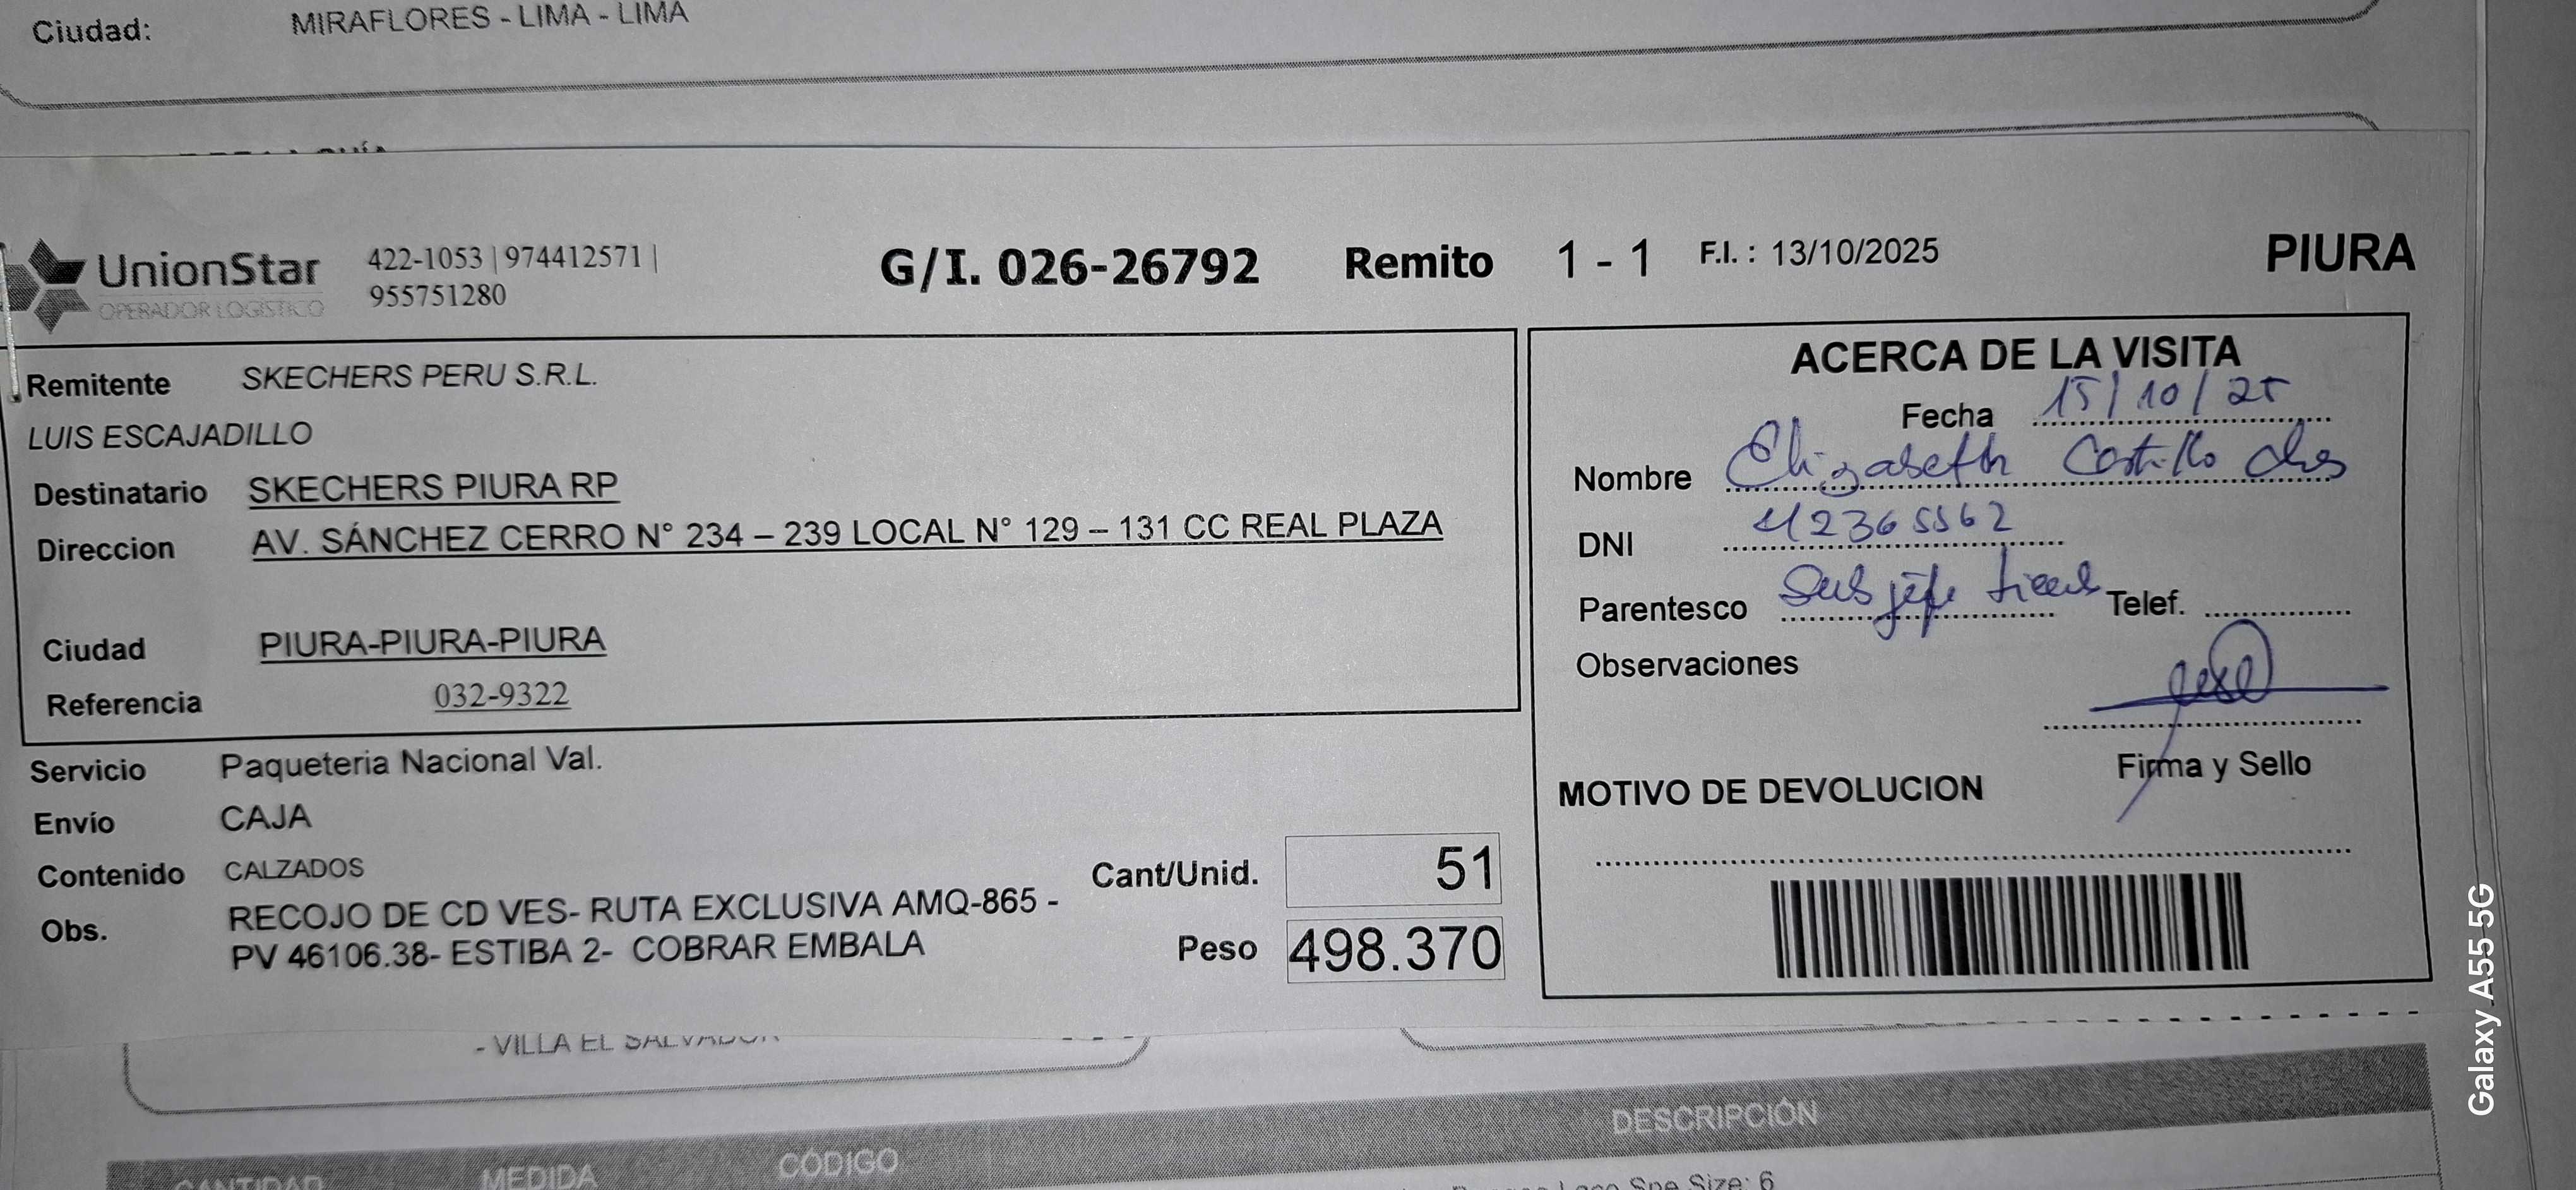 Ciudad: MIRAFLORES - LIMA - LIMA
UnionStar
OPERADOR LOGISTICO
422-1053 | 974412571 |
955751280
G/I. 026-26792 Remito 1 - 1 F.I. : 13/10/2025 PIURA
Remitente SKECHERS PERU S.R.L.
LUIS ESCAJADILLO
Destinatario SKECHERS PIURA RP
Direccion AV. SÁNCHEZ CERRO N° 234 – 239 LOCAL N° 129 – 131 CC REAL PLAZA
Ciudad PIURA-PIURA-PIURA
Referencia 032-9322
Servicio Paqueteria Nacional Val.
Envío CAJA
Contenido CALZADOS
Obs. RECOJO DE CD VES- RUTA EXCLUSIVA AMQ-865 -
PV 46106.38- ESTIBA 2- COBRAR EMBALA
Cant/Unid. 51
Peso 498.370
ACERCA DE LA VISITA
Fecha 15/10/25
Nombre Elizabeth Castillo
DNI 42365562
Parentesco Sub jefe Telef.
Observaciones
Firma y Sello
MOTIVO DE DEVOLUCION
- VILLA EL SALVADOR
DESCRIPCIÓN
CANTIDAD MEDIDA CÓDIGO
Spe Size: 6
Galaxy A55 5G